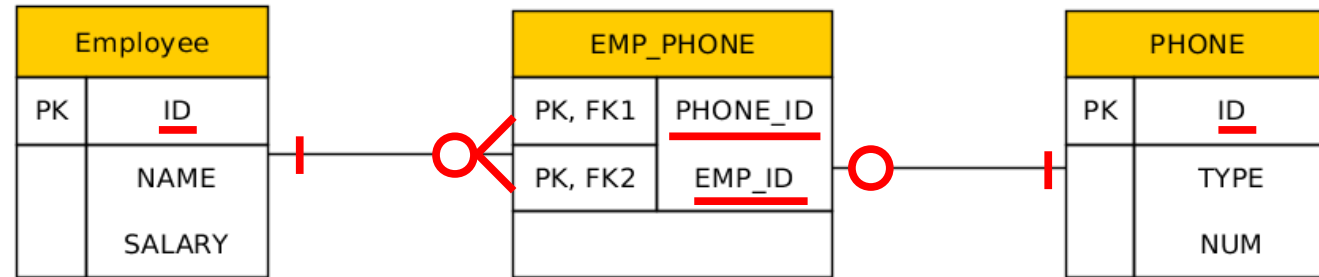 Employee
PK ID
NAME
SALARY
EMP_PHONE
PK, FK1 PHONE_ID
PK, FK2 EMP_ID
PHONE
PK ID
TYPE
NUM